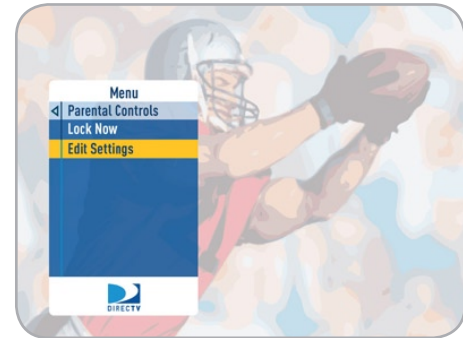 Menu
Parental Controls
Lock Now
Edit Settings
DIRECTV